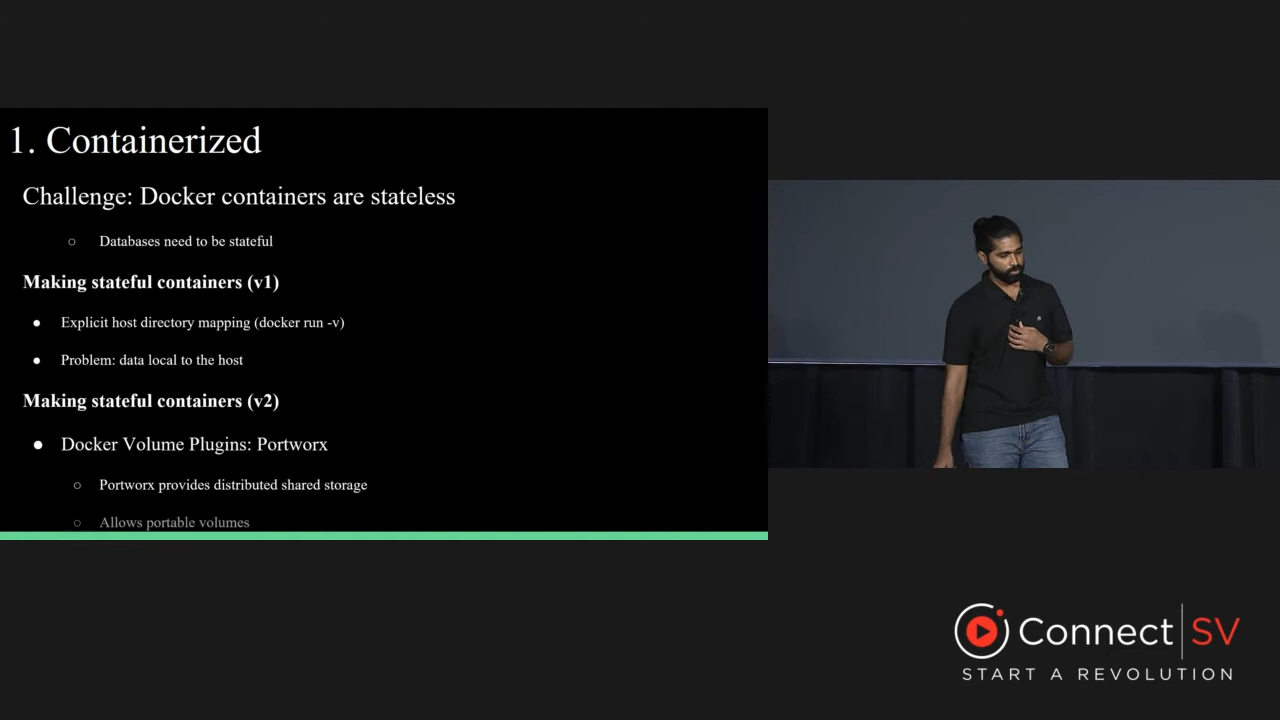 1. Containerized
Challenge: Docker containers are stateless
○ Databases need to be stateful
Making stateful containers (v1)
● Explicit host directory mapping (docker run -v)
● Problem: data local to the host
Making stateful containers (v2)
● Docker Volume Plugins: Portworx
○ Portworx provides distributed shared storage
○ Allows portable volumes
Connect SV
START A REVOLUTION